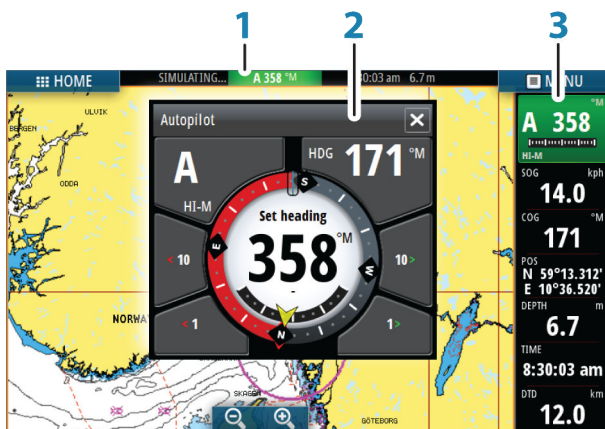 1 2 3
HOME SIMULATING... A 358 °M 30:03 am 6.7 m MENU
Autopilot
A
HI-M
HDG 171 °M
S
E
W
N
Set heading
358 °M
-
< 10
10 >
< 1
1 >
BERGEN
ULVIK
ODDA
NORWA
SKAGEN
GÖTEBORG
°M
A 358
HI-M
SOG kph
14.0
COG °M
171
POS
N 59°13.312'
E 10°36.520'
DEPTH m
6.7
TIME
8:30:03 am
DTD km
12.0